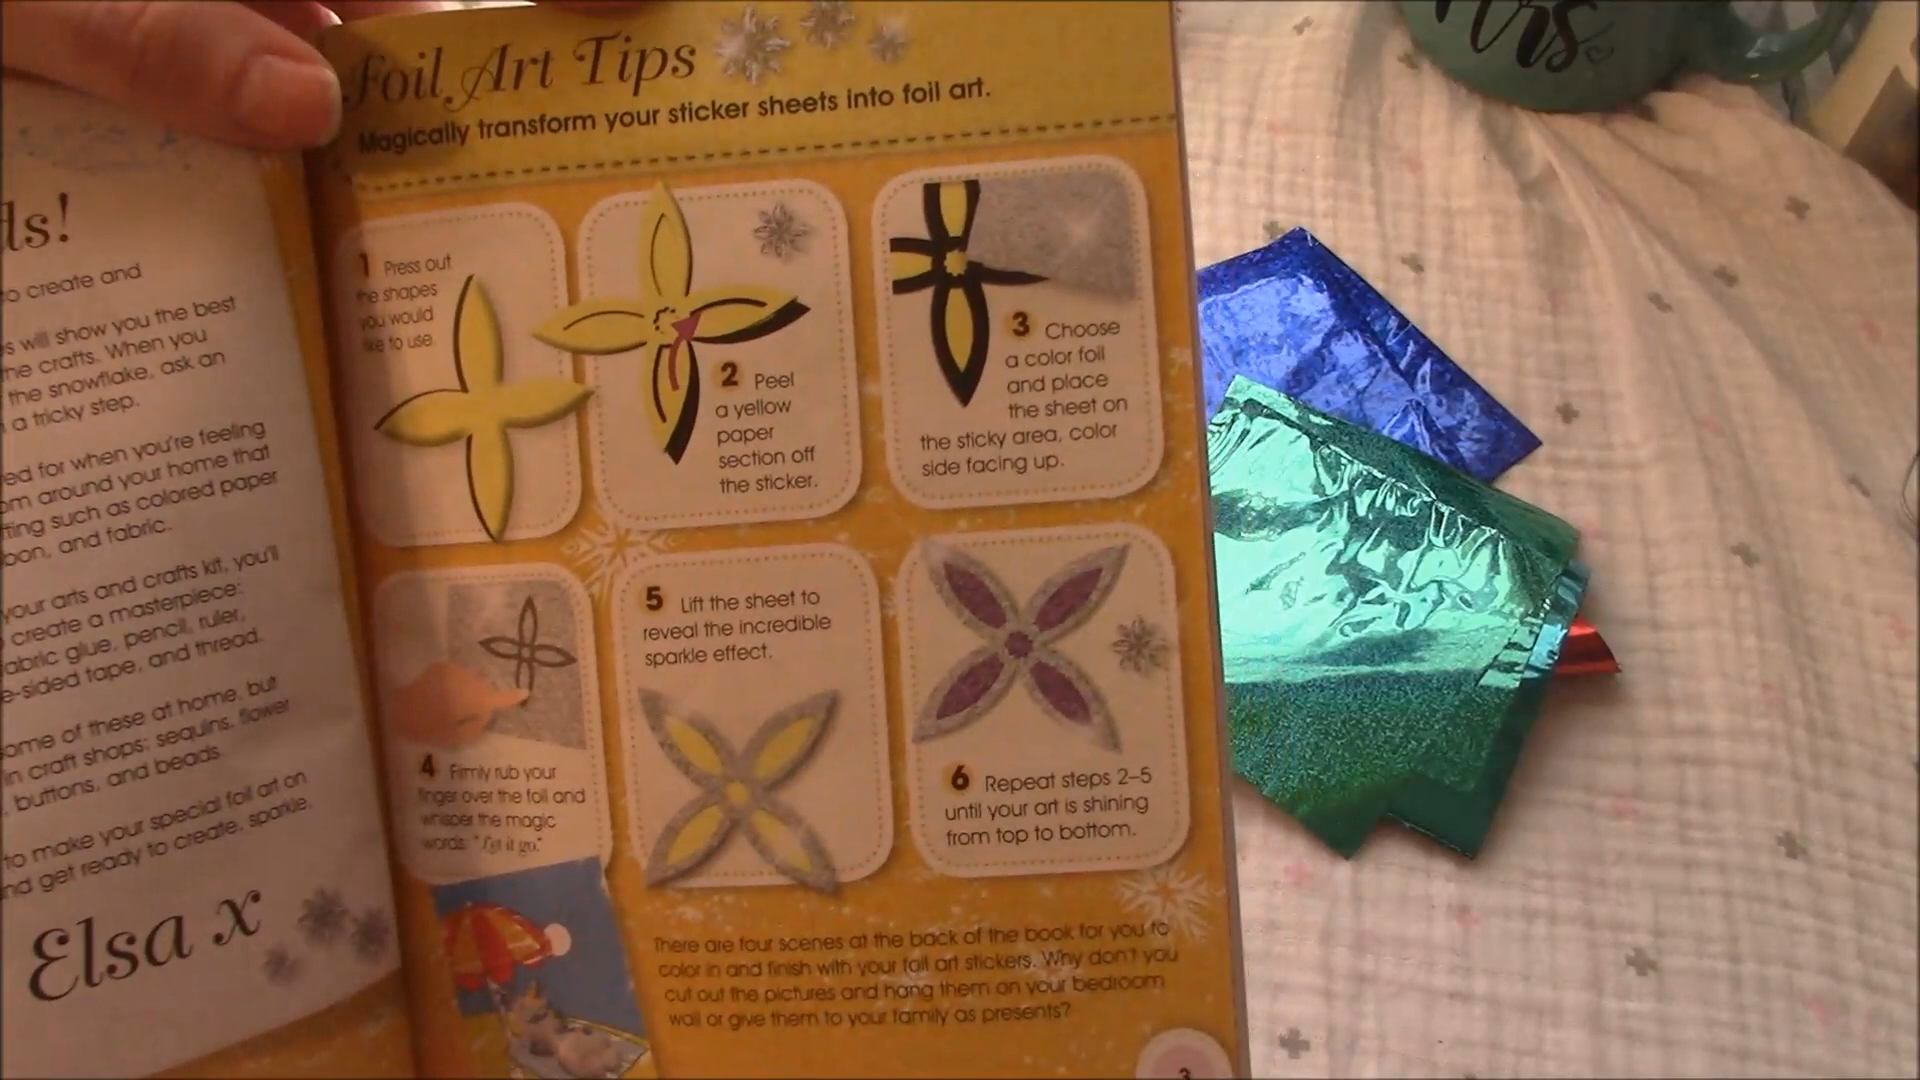 ds!
to create and
s will show you the best
the crafts. When you
the snowflake, ask an
a tricky step.
ed for when you're feeling
om around your home that
fting such as colored paper
bon, and fabric.
your arts and crafts kit, you'll
create a masterpiece:
fabric glue, pencil, ruler,
e-sided tape, and thread.
some of these at home, but
in craft shops: sequins, flower
, buttons, and beads.
to make your special foil art on
nd get ready to create, sparkle,
Elsa x
Foil Art Tips
Magically transform your sticker sheets into foil art.
1 Press out
the shapes
you would
like to use.
2 Peel
a yellow
paper
section off
the sticker.
3 Choose
a color foil
and place
the sheet on
the sticky area, color
side facing up.
4 Firmly rub your
finger over the foil and
whisper the magic
words: "Let it go."
5 Lift the sheet to
reveal the incredible
sparkle effect.
6 Repeat steps 2–5
until your art is shining
from top to bottom.
There are four scenes at the back of the book for you to
color in and finish with your foil art stickers. Why don't you
cut out the pictures and hang them on your bedroom
wall or give them to your family as presents?
3
Mrs